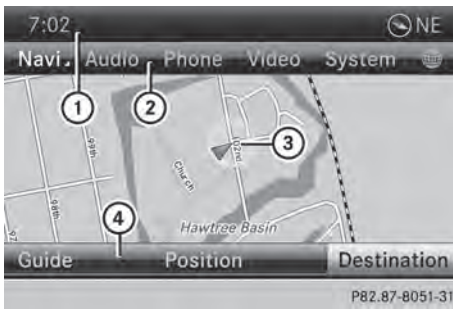 7:02 NE
Navi Audio Phone Video System
1 2
3
99th 102nd
Church
98th
4
Hawtree Basin
97
Guide Position Destination
P82.87-8051-31